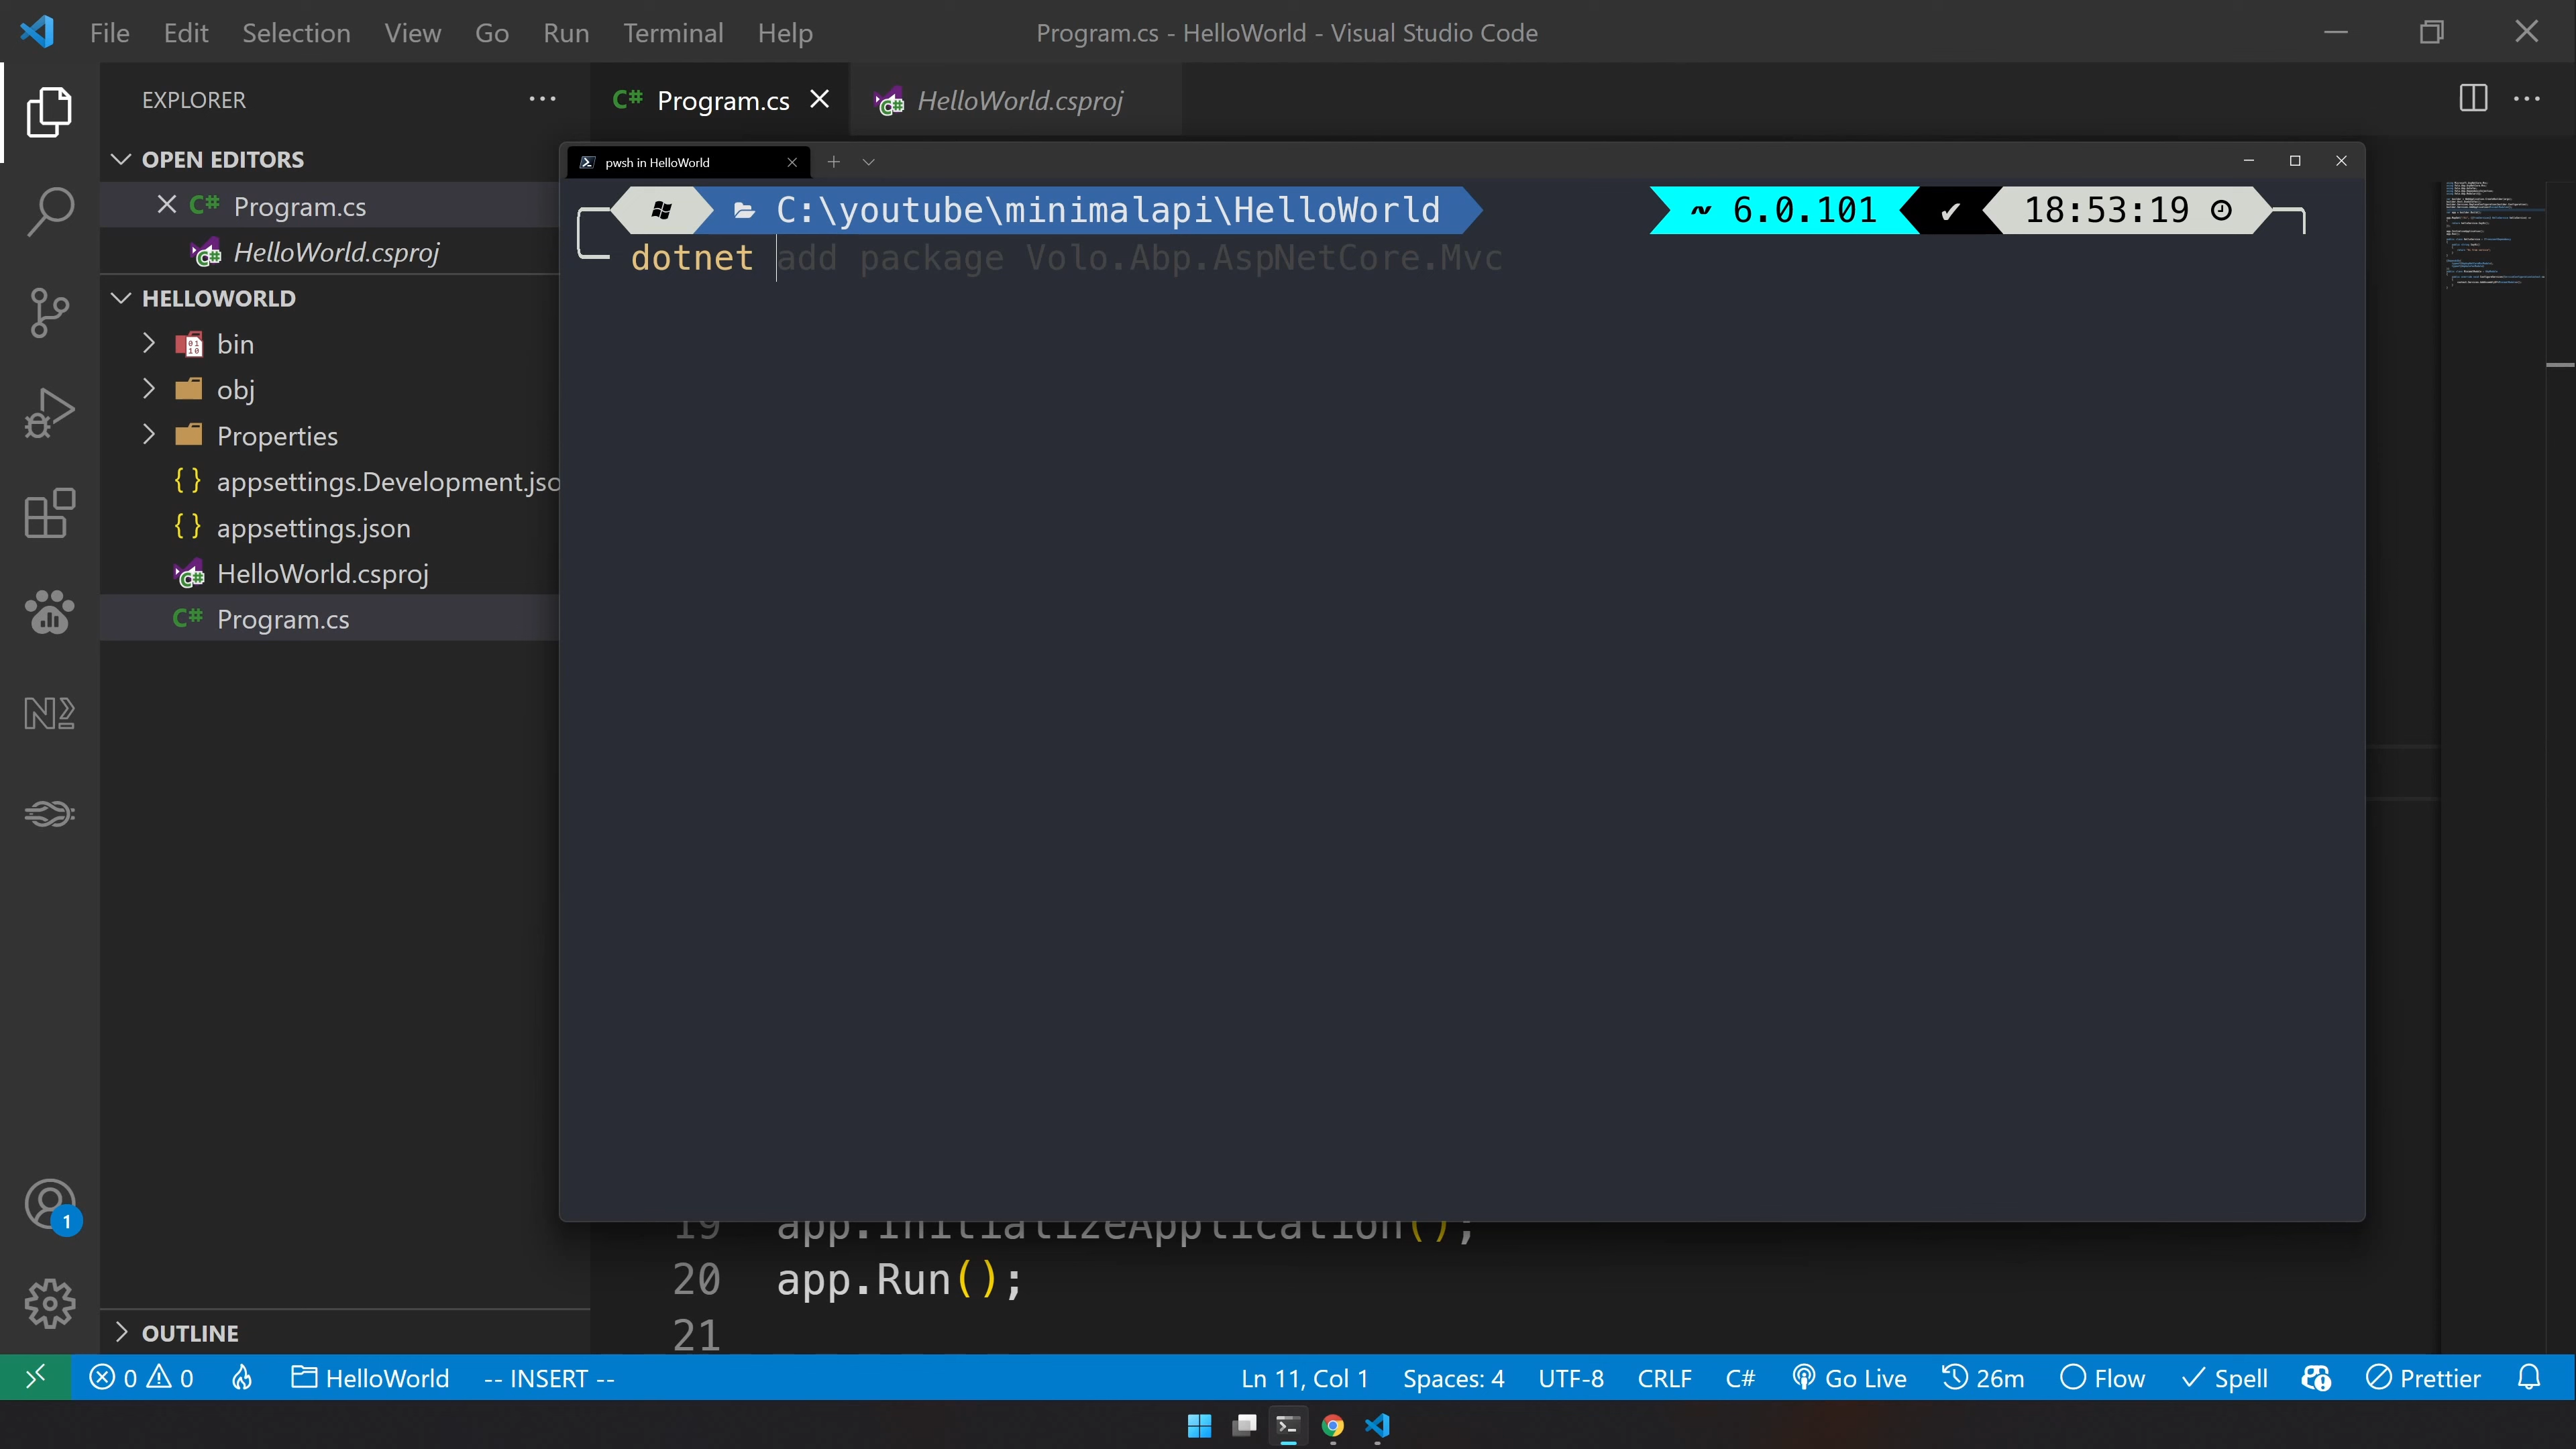 File Edit Selection View Go Run Terminal Help
Program.cs - HelloWorld - Visual Studio Code
EXPLORER
Program.cs
HelloWorld.csproj
OPEN EDITORS
Program.cs
HelloWorld.csproj
HELLOWORLD
bin
obj
Properties
appsettings.Development.jso
appsettings.json
HelloWorld.csproj
Program.cs
OUTLINE
pwsh in HelloWorld
C:\youtube\minimalapi\HelloWorld
6.0.101
18:53:19
dotnet add package Volo.Abp.AspNetCore.Mvc
19 app.InitializeApplication();
20 app.Run();
21
1
0 0 HelloWorld -- INSERT --
Ln 11, Col 1 Spaces: 4 UTF-8 CRLF C# Go Live 26m Flow Spell Prettier